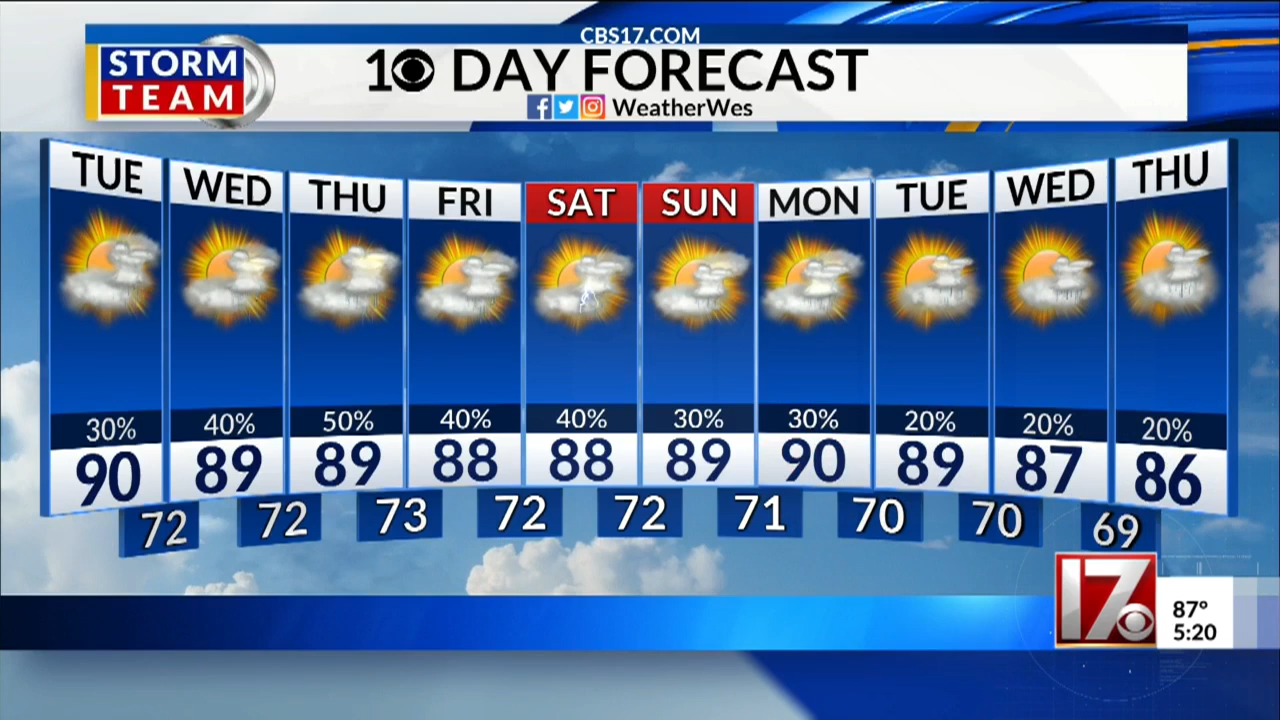 CBS17.COM
STORM TEAM
10 DAY FORECAST
WeatherWes
TUE WED THU FRI SAT SUN MON TUE WED THU
30% 40% 50% 40% 40% 30% 30% 20% 20% 20%
90 89 89 88 88 89 90 89 87 86
72 72 73 72 72 71 70 70 69
17
87°
5:20